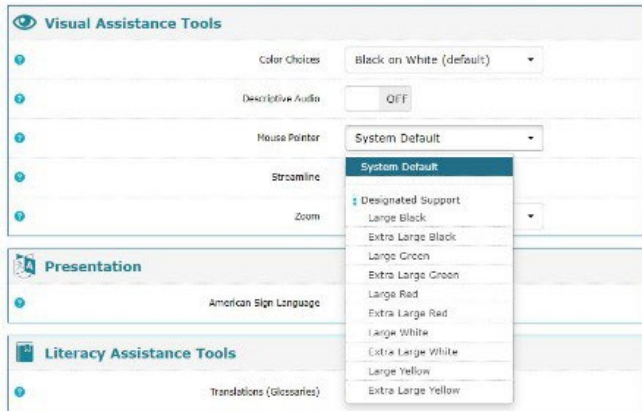 Visual Assistance Tools
Color Choices Black on White (default)
Descriptive Audio OFF
Mouse Pointer System Default
System Default
Streamline
Designated Support
Zoom Large Black
Extra Large Black
Large Green
Presentation Extra Large Green
Large Red
American Sign Language Extra Large Red
Large White
Literacy Assistance Tools Extra Large White
Large Yellow
Translations (Glossaries) Extra Large Yellow